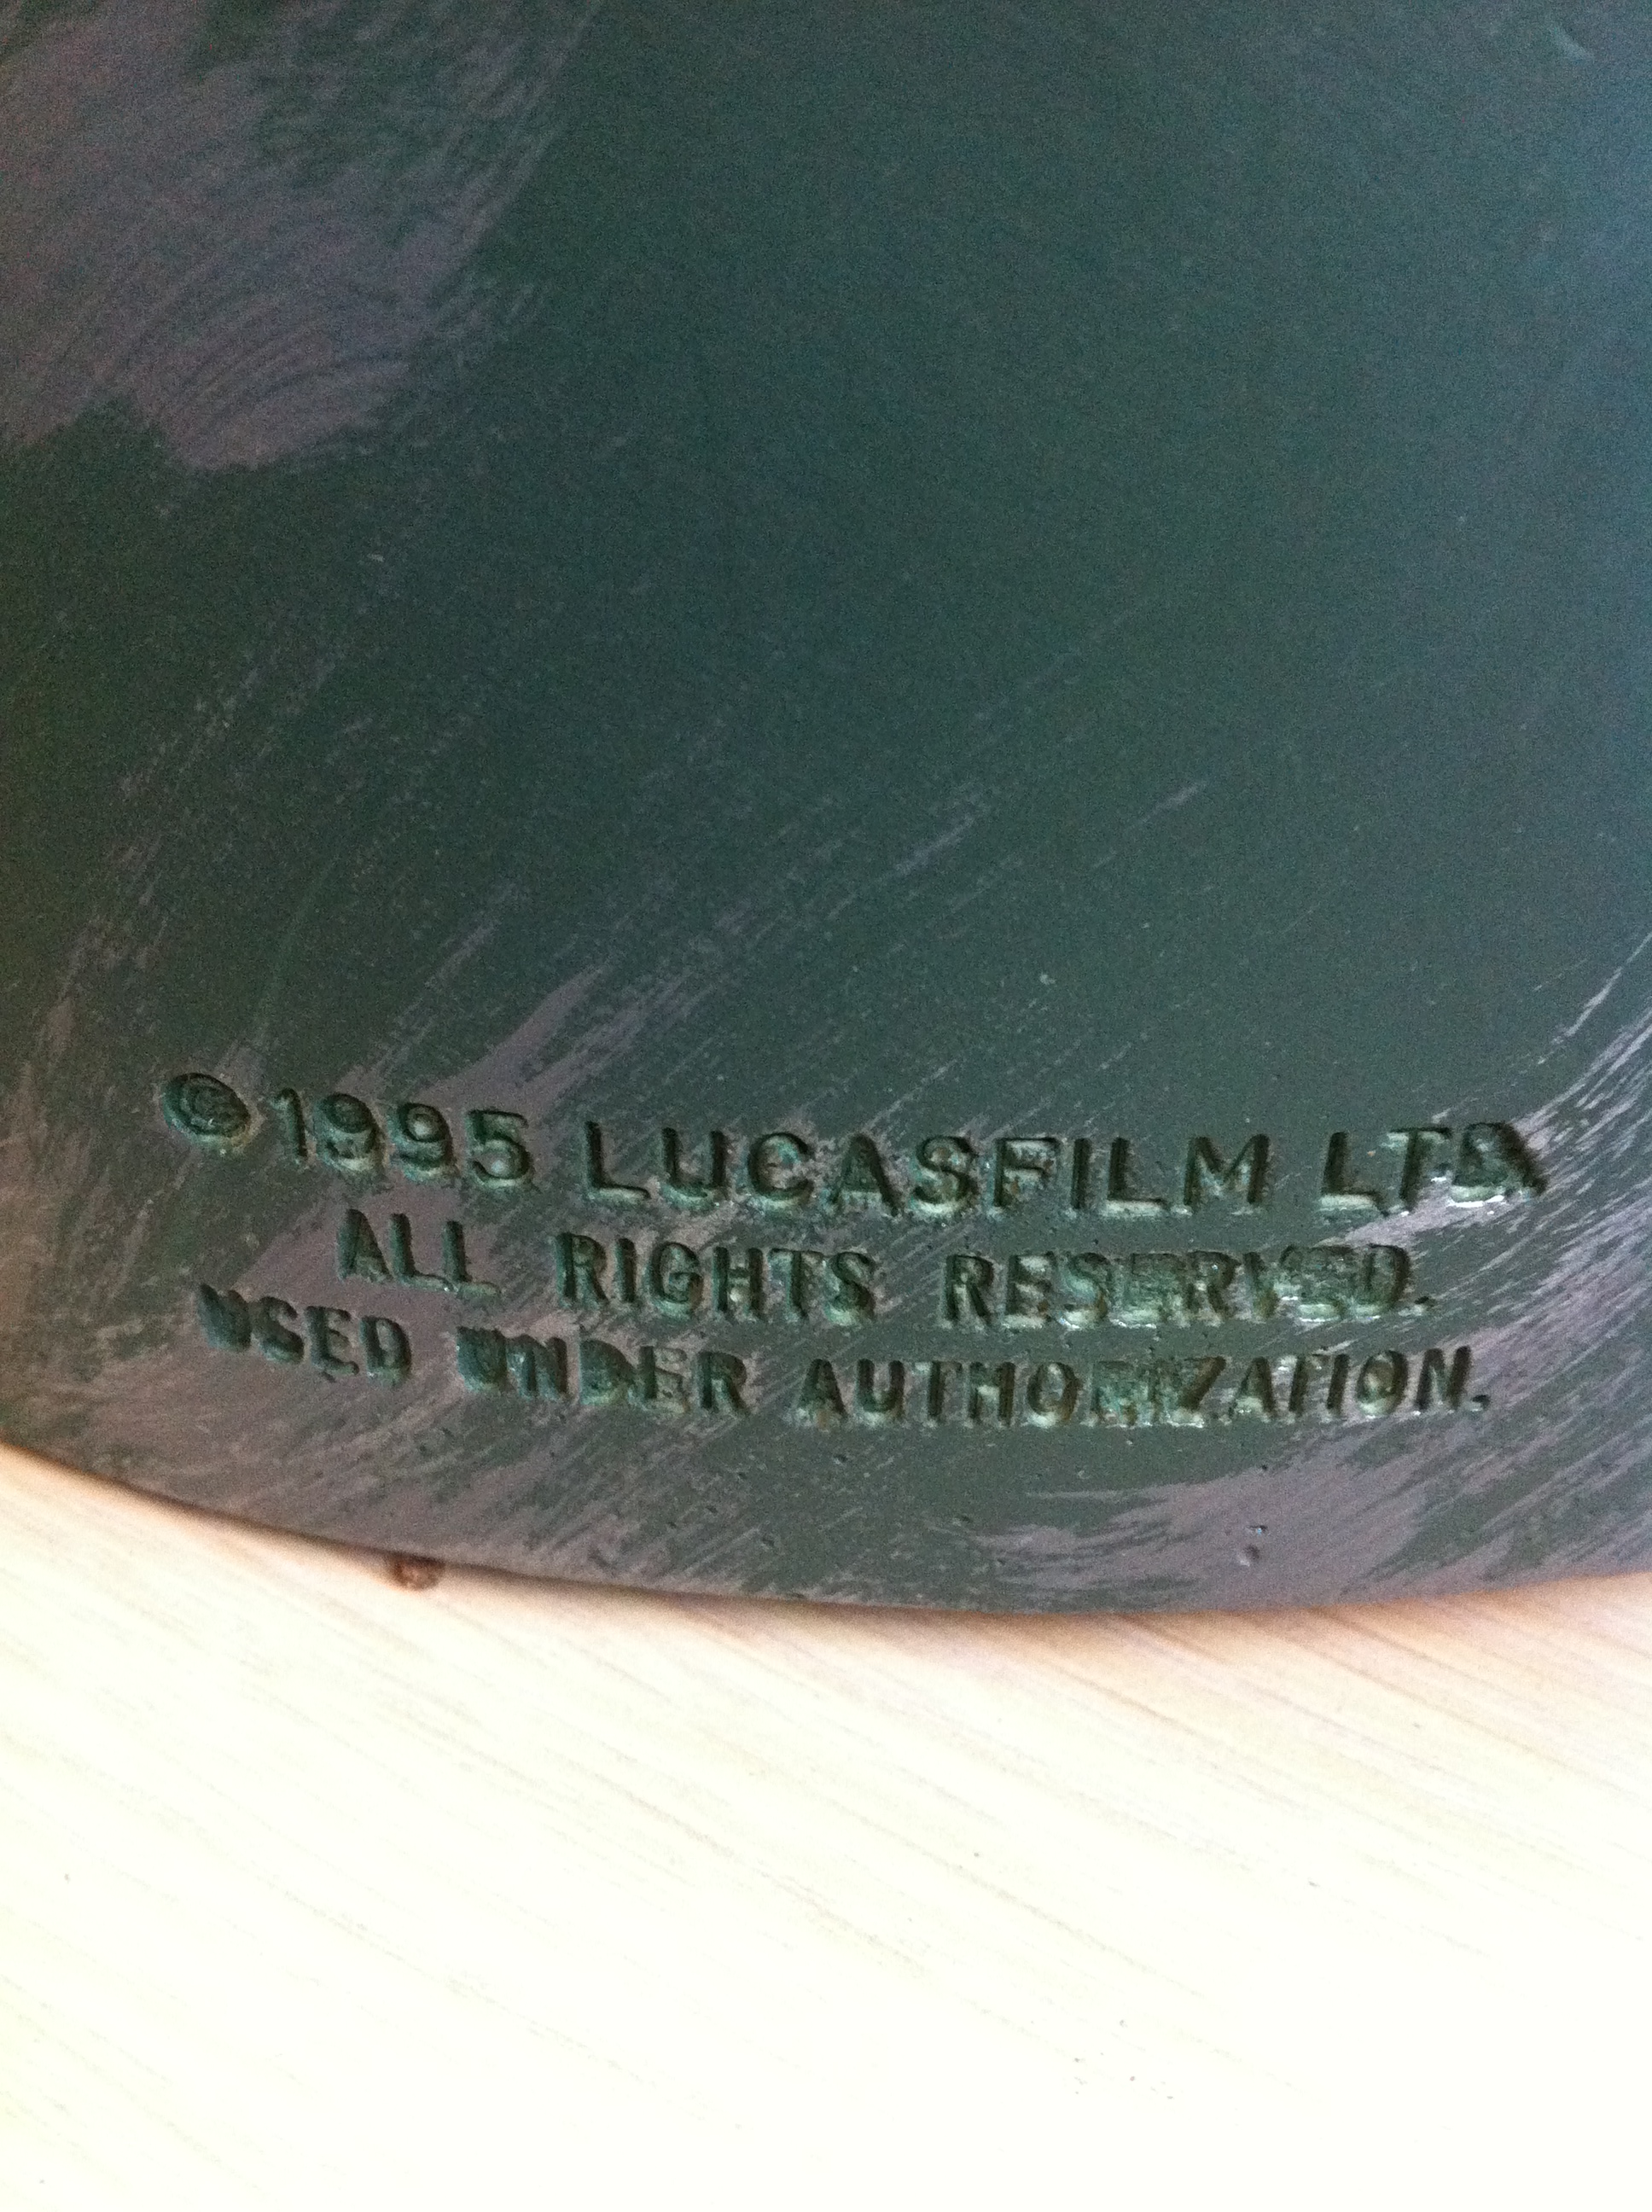 ©1995 LUCASFILM LTD
ALL RIGHTS RESERVED.
USED UNDER AUTHORIZATION.